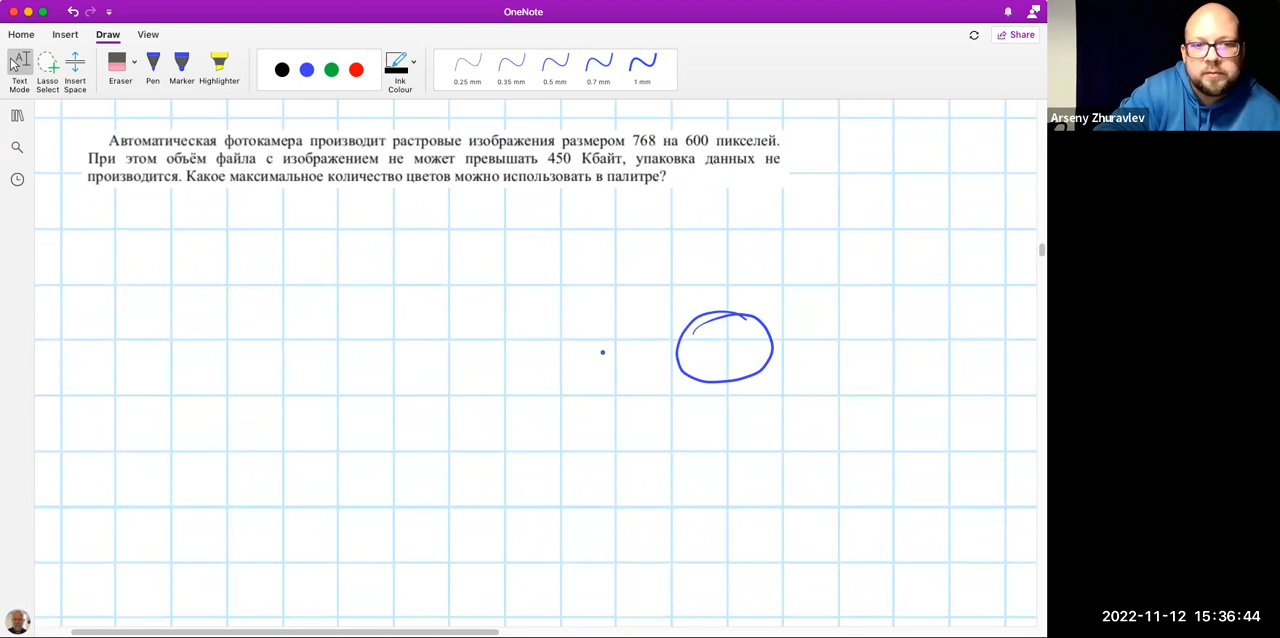 OneNote
Home Insert Draw View
Share
Text Mode
Lasso Select
Insert Space
Eraser
Pen
Marker
Highlighter
Ink Colour
0.25 mm
0.35 mm
0.5 mm
0.7 mm
1 mm
Автоматическая фотокамера производит растровые изображения размером 768 на 600 пикселей.
При этом объём файла с изображением не может превышать 450 Кбайт, упаковка данных не
производится. Какое максимальное количество цветов можно использовать в палитре?
Arseny Zhuravlev
2022-11-12 15:36:44